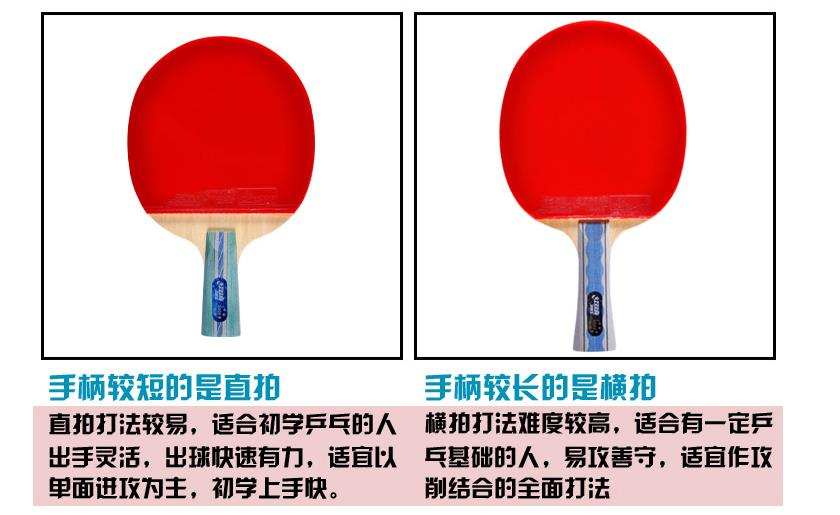 手柄较短的是直拍
直拍打法较易，适合初学乒乓的人
出手灵活，出球快速有力，适宜以
单面进攻为主，初学上手快。
手柄较长的是横拍
横拍打法难度较高，适合有一定乒
乓基础的人，易攻善守，适宜作攻
削结合的全面打法